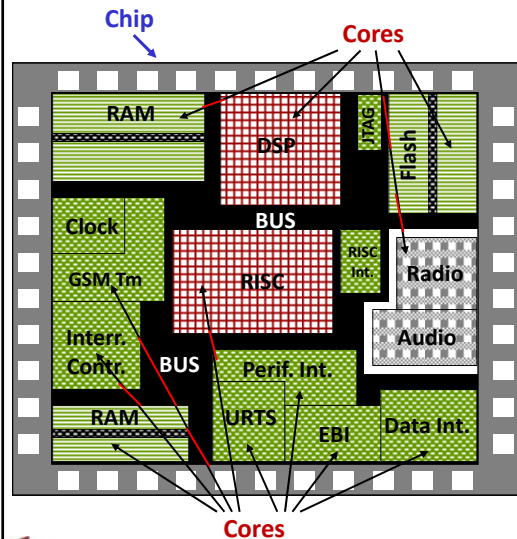 Chip
Cores
RAM
DSP
JTAG
Flash
BUS
Clock
GSM Tm
RISC
RISC
Int.
Radio
Audio
Interr.
Contr.
BUS
Perif. Int.
RAM
URTS
EBI
Data Int.
Cores